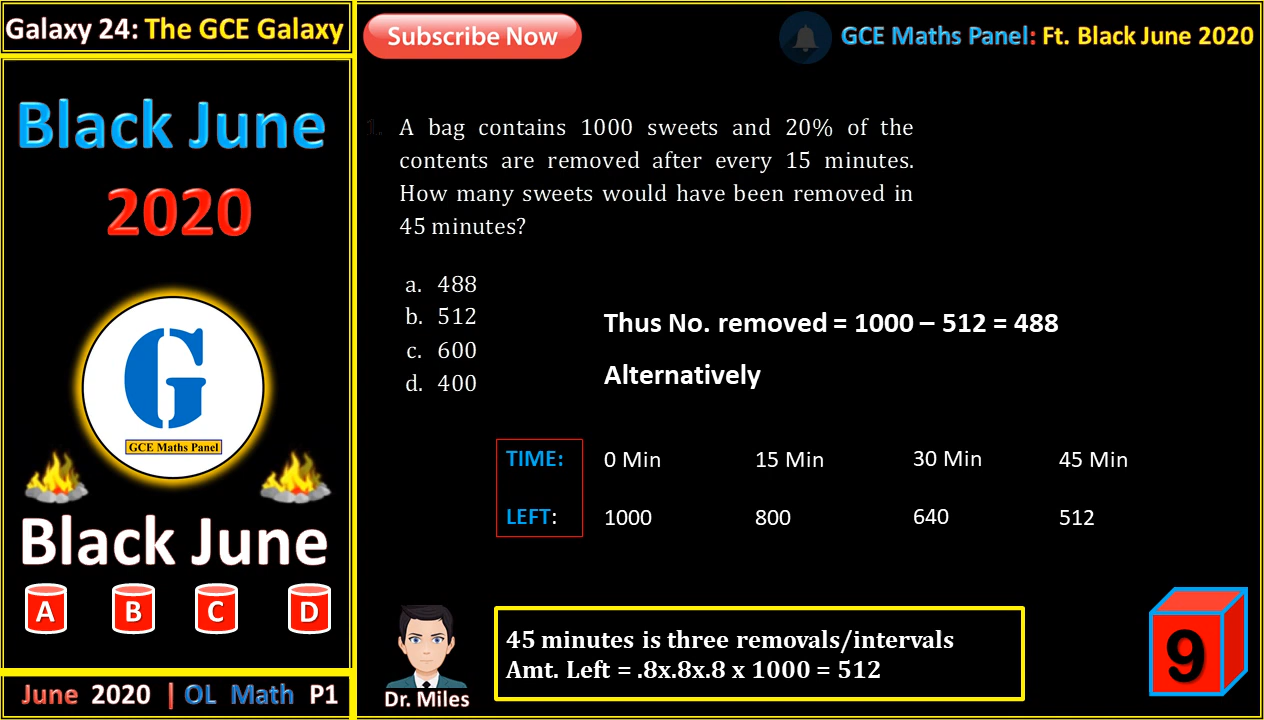 Galaxy 24: The GCE Galaxy
Subscribe Now
GCE Maths Panel: Ft. Black June 2020
Black June
2020
G
GCE Maths Panel
Black June
A B C D
June 2020 | OL Math P1
1. A bag contains 1000 sweets and 20% of the
contents are removed after every 15 minutes.
How many sweets would have been removed in
45 minutes?
a. 488
b. 512
c. 600
d. 400
Thus No. removed = 1000 – 512 = 488
Alternatively
TIME: 0 Min 15 Min 30 Min 45 Min
LEFT: 1000 800 640 512
45 minutes is three removals/intervals
Amt. Left = .8x.8x.8 x 1000 = 512
Dr. Miles
9